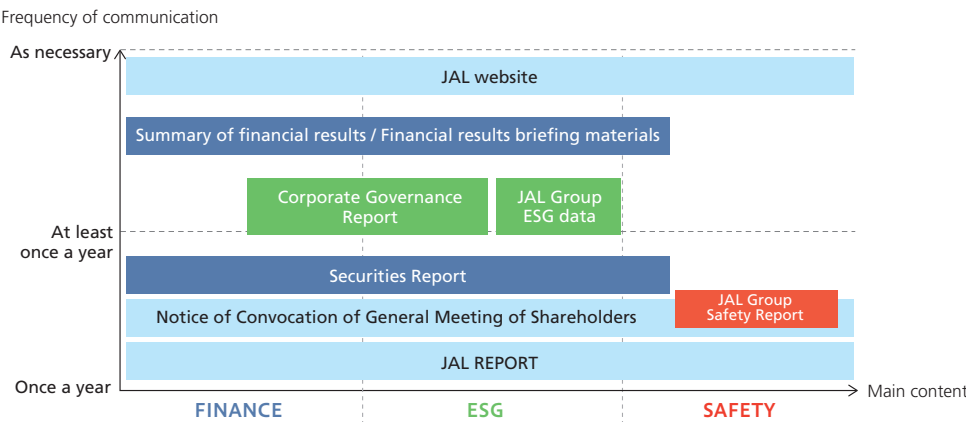 Frequency of communication
As necessary
JAL website
Summary of financial results / Financial results briefing materials
Corporate Governance
Report
JAL Group
ESG data
At least
once a year
Securities Report
JAL Group
Safety Report
Notice of Convocation of General Meeting of Shareholders
JAL REPORT
Once a year
Main content
FINANCE
ESG
SAFETY